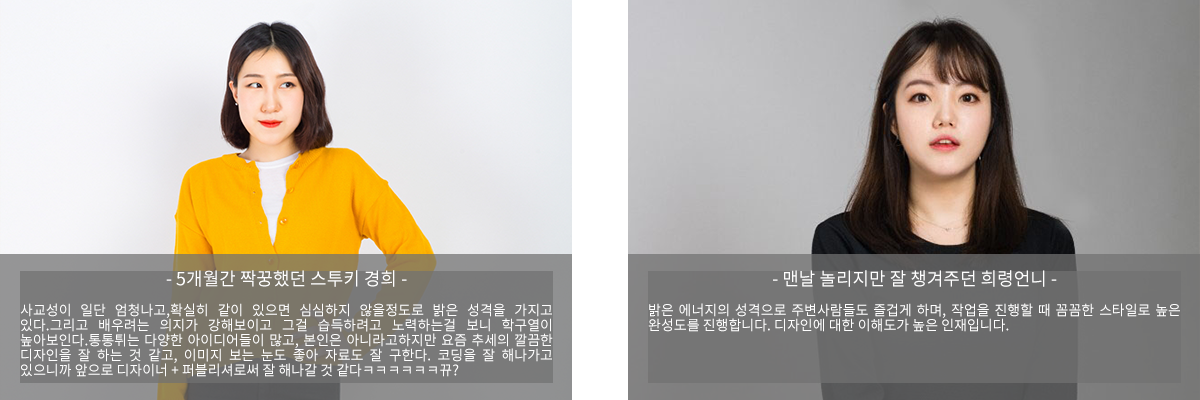 - 5개월간 짝꿍했던 스투키 경희 -
사교성이 일단 엄청나고,확실히 같이 있으면 심심하지 않을정도로 밝은 성격을 가지고
있다.그리고 배우려는 의지가 강해보이고 그걸 습득하려고 노력하는걸 보니 학구열이
높아보인다.통통튀는 다양한 아이디어들이 많고, 본인은 아니라고하지만 요즘 추세의 깔끔한
디자인을 잘 하는 것 같고, 이미지 보는 눈도 좋아 자료도 잘 구한다. 코딩을 잘 해나가고
있으니까 앞으로 디자이너 + 퍼블리셔로써 잘 해나갈 것 같다ㅋㅋㅋㅋㅋㅋ뀨?
- 맨날 놀리지만 잘 챙겨주던 희령언니 -
밝은 에너지의 성격으로 주변사람들도 즐겁게 하며, 작업을 진행할 때 꼼꼼한 스타일로 높은
완성도를 진행합니다. 디자인에 대한 이해도가 높은 인재입니다.